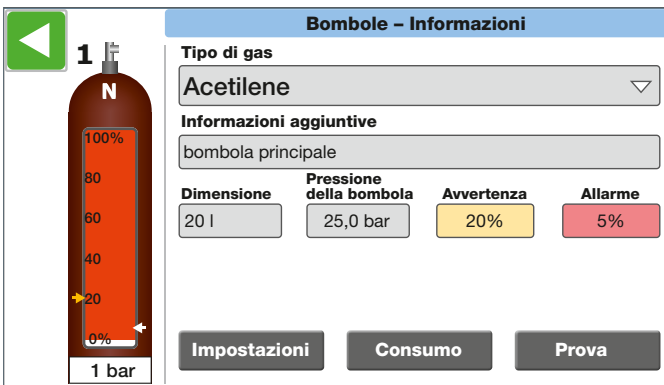 Bombole – Informazioni
1
N
100%
80
60
40
20
0%
1 bar
Tipo di gas
Acetilene
Informazioni aggiuntive
bombola principale
Dimensione
Pressione
della bombola
Avvertenza
Allarme
20 l
25,0 bar
20%
5%
Impostazioni
Consumo
Prova